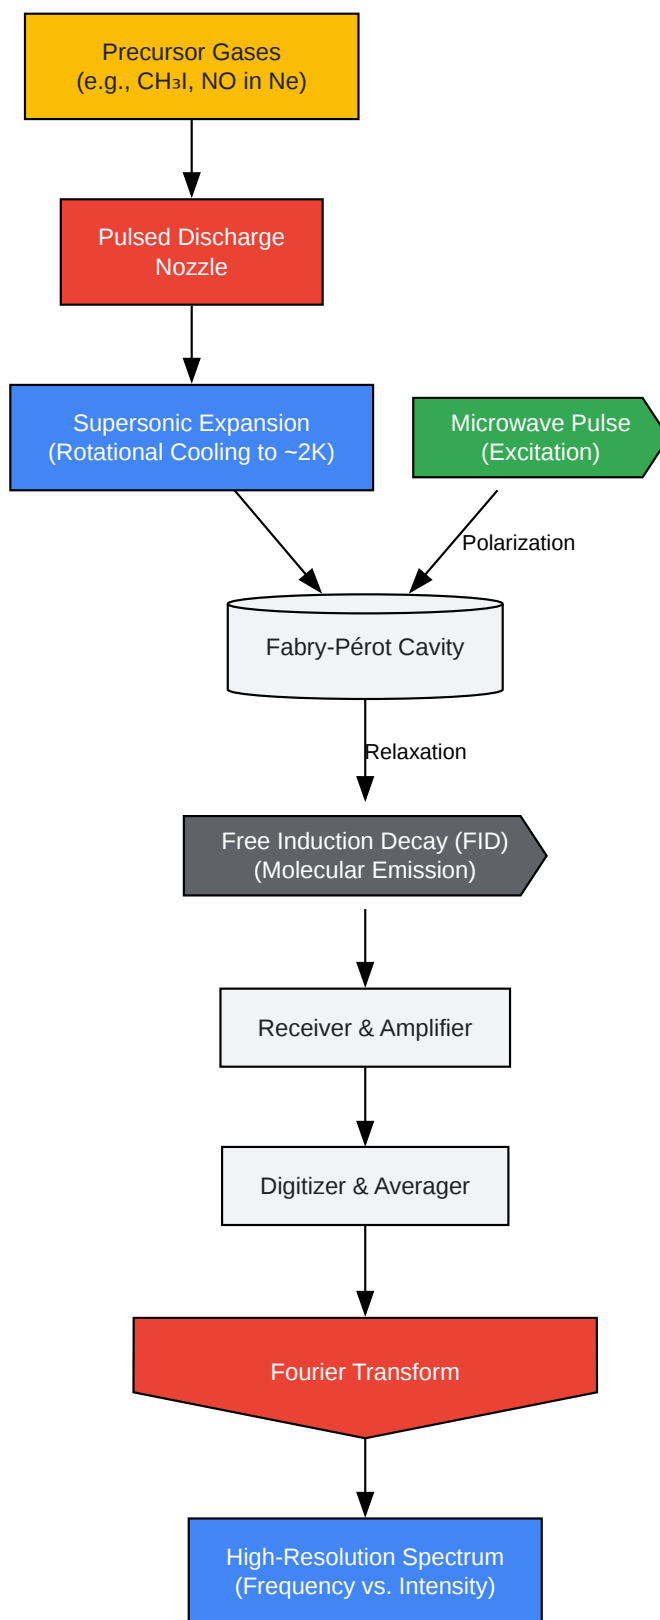 Precursor Gases
(e.g., CH₃I, NO in Ne)
Pulsed Discharge
Nozzle
Supersonic Expansion
(Rotational Cooling to ~2K)
Microwave Pulse
(Excitation)
Polarization
Fabry-Pérot Cavity
Relaxation
Free Induction Decay (FID)
(Molecular Emission)
Receiver & Amplifier
Digitizer & Averager
Fourier Transform
High-Resolution Spectrum
(Frequency vs. Intensity)